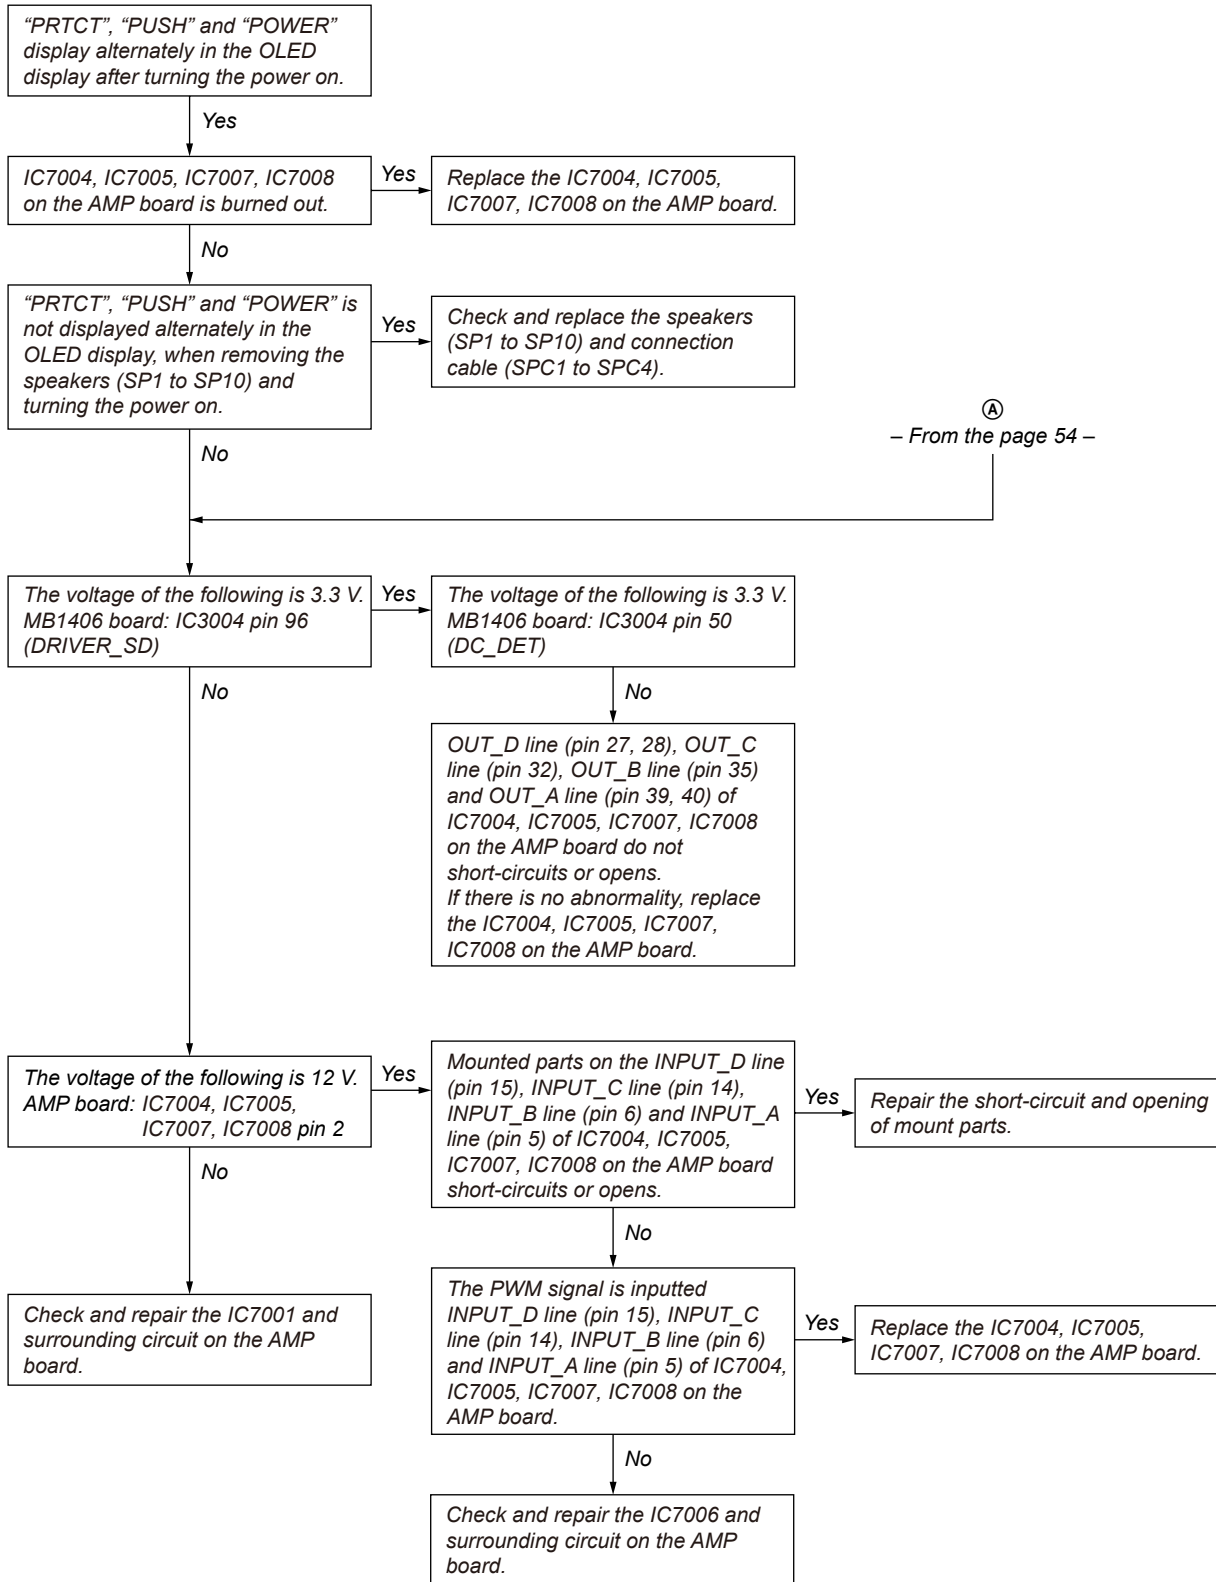 “PRTCT”, “PUSH” and “POWER”
display alternately in the OLED
display after turning the power on.
Yes
IC7004, IC7005, IC7007, IC7008
on the AMP board is burned out.
Yes
Replace the IC7004, IC7005,
IC7007, IC7008 on the AMP board.
No
“PRTCT”, “PUSH” and “POWER” is
not displayed alternately in the
OLED display, when removing the
speakers (SP1 to SP10) and
turning the power on.
Yes
Check and replace the speakers
(SP1 to SP10) and connection
cable (SPC1 to SPC4).
Ⓐ
– From the page 54 –
No
The voltage of the following is 3.3 V.
MB1406 board: IC3004 pin 96
(DRIVER_SD)
Yes
The voltage of the following is 3.3 V.
MB1406 board: IC3004 pin 50
(DC_DET)
No
No
OUT_D line (pin 27, 28), OUT_C
line (pin 32), OUT_B line (pin 35)
and OUT_A line (pin 39, 40) of
IC7004, IC7005, IC7007, IC7008
on the AMP board do not
short-circuits or opens.
If there is no abnormality, replace
the IC7004, IC7005, IC7007,
IC7008 on the AMP board.
The voltage of the following is 12 V.
AMP board: IC7004, IC7005,
IC7007, IC7008 pin 2
Yes
Mounted parts on the INPUT_D line
(pin 15), INPUT_C line (pin 14),
INPUT_B line (pin 6) and INPUT_A
line (pin 5) of IC7004, IC7005,
IC7007, IC7008 on the AMP board
short-circuits or opens.
Yes
Repair the short-circuit and opening
of mount parts.
No
No
Check and repair the IC7001 and
surrounding circuit on the AMP
board.
The PWM signal is inputted
INPUT_D line (pin 15), INPUT_C
line (pin 14), INPUT_B line (pin 6)
and INPUT_A line (pin 5) of IC7004,
IC7005, IC7007, IC7008 on the
AMP board.
Yes
Replace the IC7004, IC7005,
IC7007, IC7008 on the AMP board.
No
Check and repair the IC7006 and
surrounding circuit on the AMP
board.